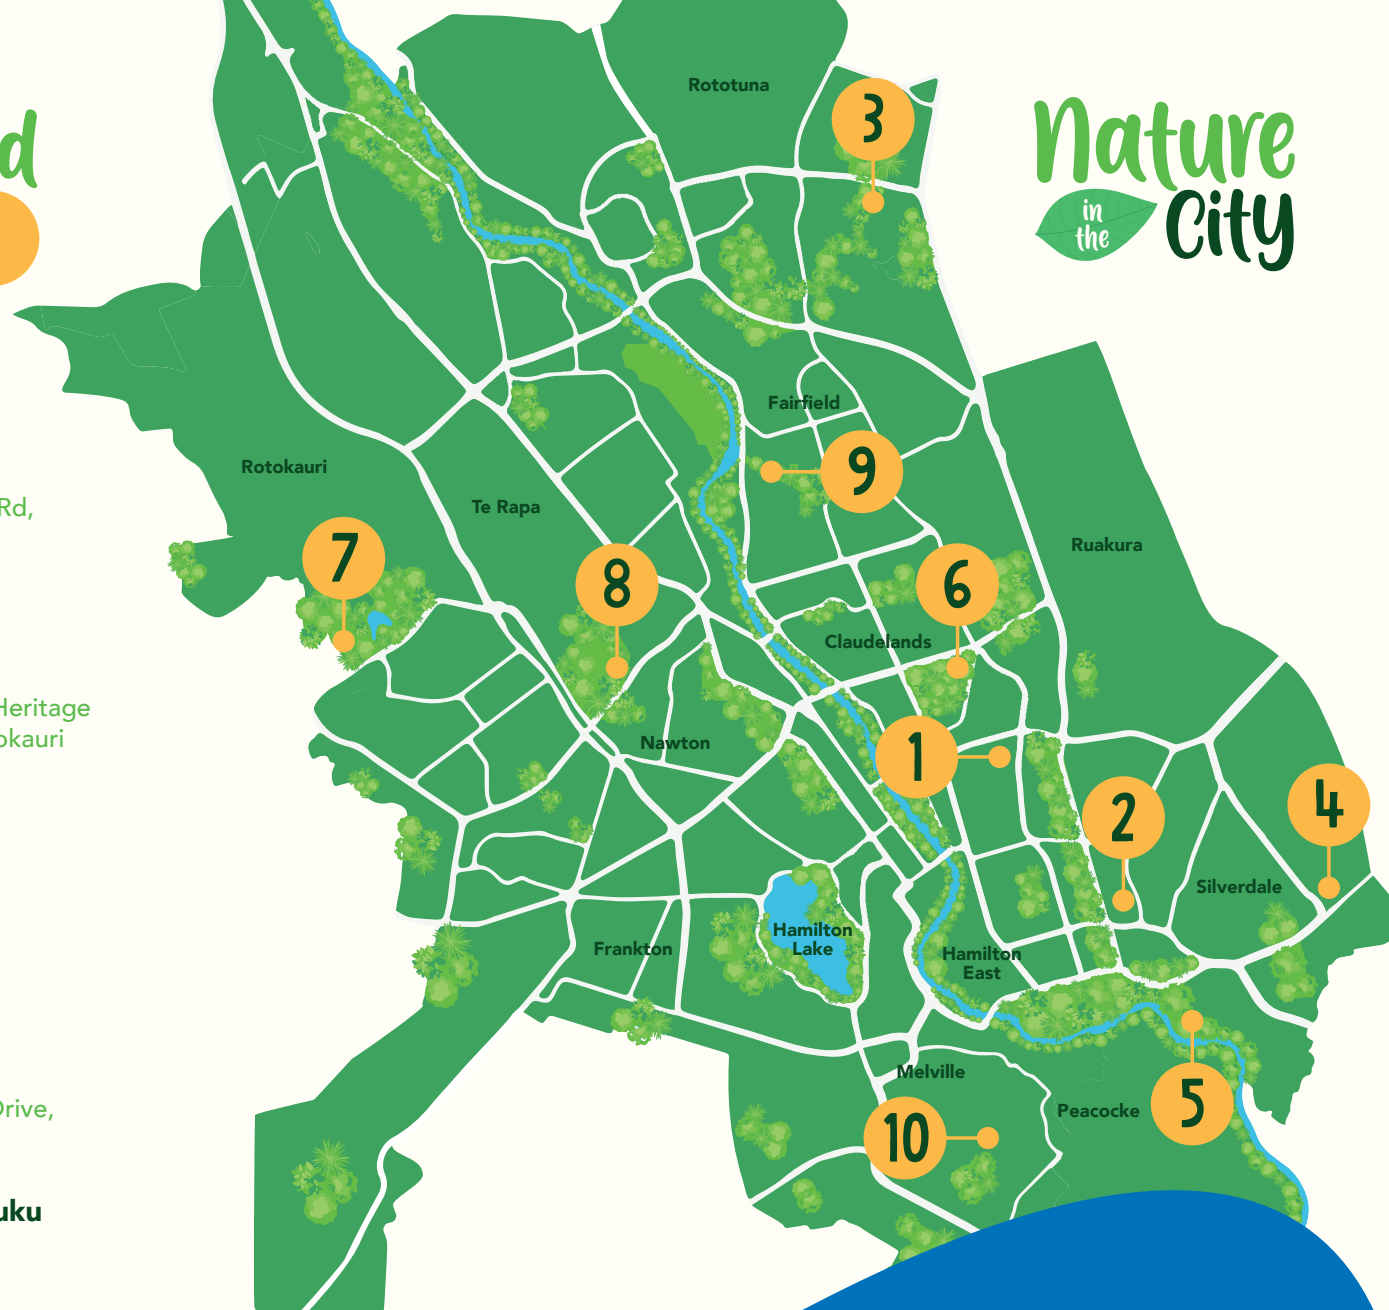 d
Rd,
Heritage
okauri
Drive,
uku
Nature
in
the
City
Rototuna
3
Fairfield
9
Rotokauri
Te Rapa
Ruakura
7
8
6
Claudelands
Nawton
1
2
4
Silverdale
Hamilton
Lake
Frankton
Hamilton
East
Melville
Peacocke
5
10